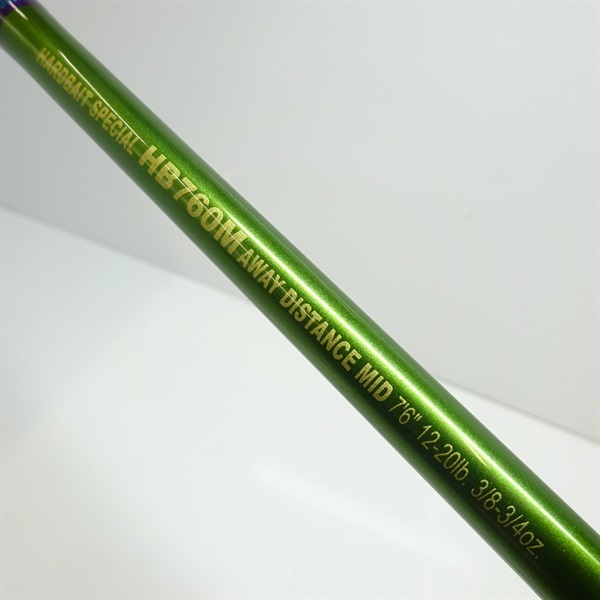 HARDBAIT SPECIAL HB760M AWAY DISTANCE MID 7'6" 12-20lb. 3/8-3/4oz.